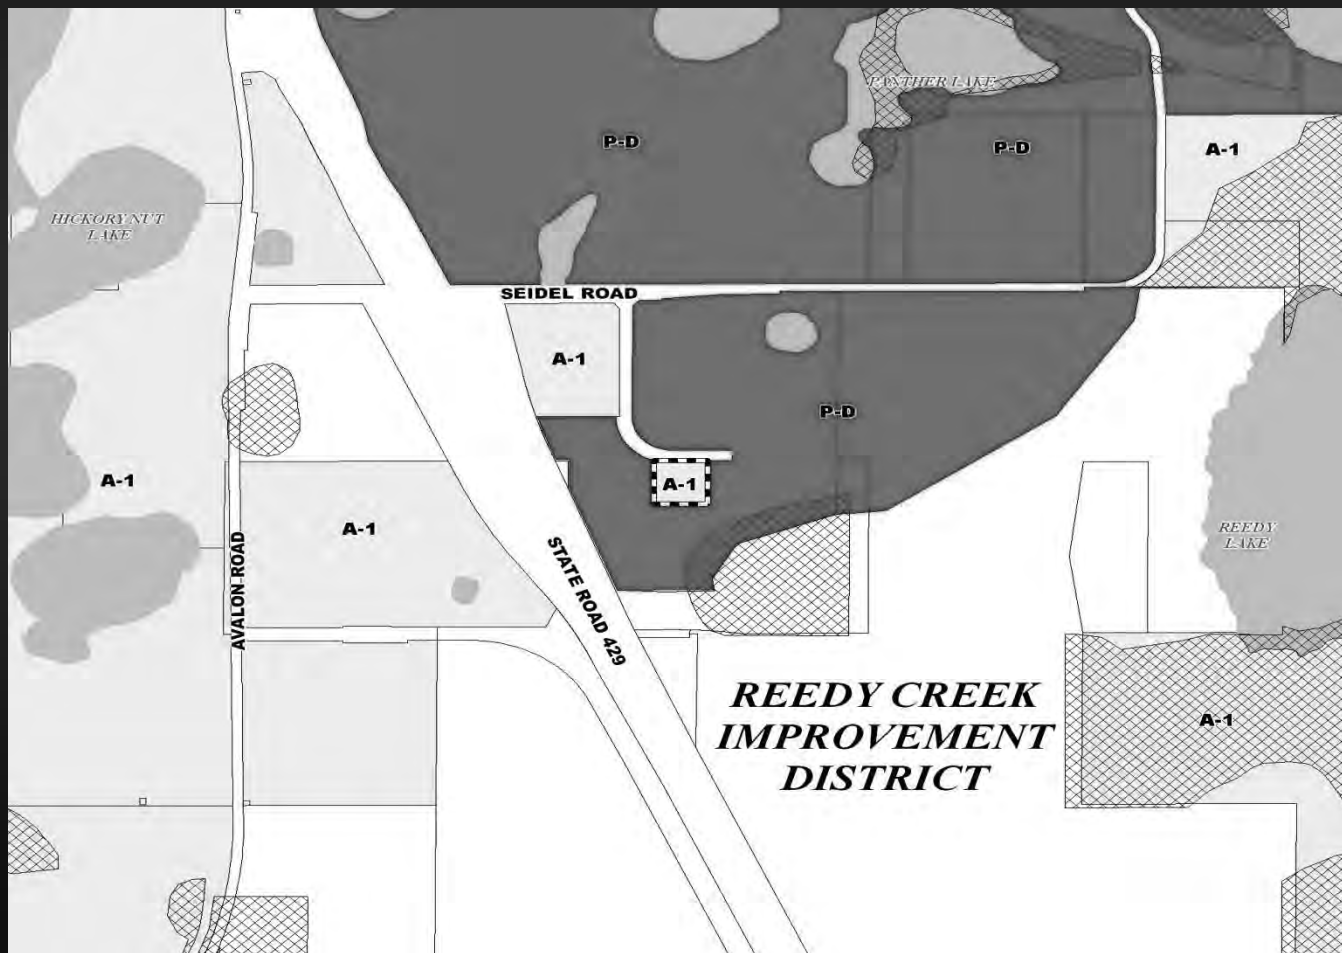 PANTHER LAKE
P-D
P-D
A-1
HICKORY NUT
LAKE
SEIDEL ROAD
A-1
P-D
A-1
A-1
A-1
AVALON ROAD
STATE ROAD 429
REEDY
LAKE
REEDY CREEK
IMPROVEMENT
DISTRICT
A-1